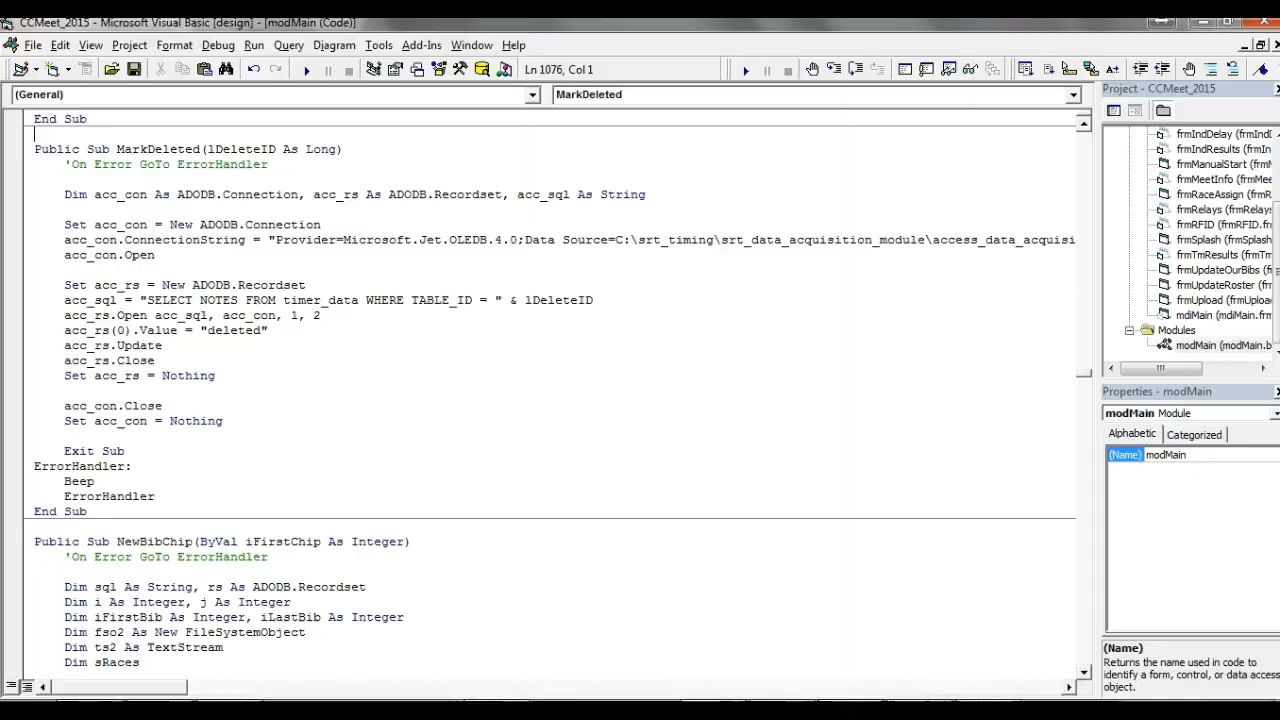 CCMeet_2015 - Microsoft Visual Basic [design] - [modMain (Code)]
File Edit View Project Format Debug Run Query Diagram Tools Add-Ins Window Help
Ln 1076, Col 1
(General) MarkDeleted
End Sub
Public Sub MarkDeleted(lDeleteID As Long)
'On Error GoTo ErrorHandler
Dim acc_con As ADODB.Connection, acc_rs As ADODB.Recordset, acc_sql As String
Set acc_con = New ADODB.Connection
acc_con.ConnectionString = "Provider=Microsoft.Jet.OLEDB.4.0;Data Source=C:\srt_timing\srt_data_acquisition_module\access_data_acquisi
acc_con.Open
Set acc_rs = New ADODB.Recordset
acc_sql = "SELECT NOTES FROM timer_data WHERE TABLE_ID = " & lDeleteID
acc_rs.Open acc_sql, acc_con, 1, 2
acc_rs(0).Value = "deleted"
acc_rs.Update
acc_rs.Close
Set acc_rs = Nothing
acc_con.Close
Set acc_con = Nothing
Exit Sub
ErrorHandler:
Beep
ErrorHandler
End Sub
Public Sub NewBibChip(ByVal iFirstChip As Integer)
'On Error GoTo ErrorHandler
Dim sql As String, rs As ADODB.Recordset
Dim i As Integer, j As Integer
Dim iFirstBib As Integer, iLastBib As Integer
Dim fso2 As New FileSystemObject
Dim ts2 As TextStream
Dim sRaces
Project - CCMeet_2015
frmIndDelay (frmInd
frmIndResults (frmIn
frmManualStart (frm
frmMeetInfo (frmMee
frmRaceAssign (frmR
frmRelays (frmRelays
frmRFID (frmRFID.fr
frmSplash (frmSplash
frmTmResults (frmTm
frmUpdateOurBibs (f
frmUpdateRoster (fr
frmUpload (frmUploa
mdiMain (mdiMain.frm
Modules
modMain (modMain.b
Properties - modMain
modMain Module
Alphabetic Categorized
(Name) modMain
(Name)
Returns the name used in code to
identify a form, control, or data access
object.